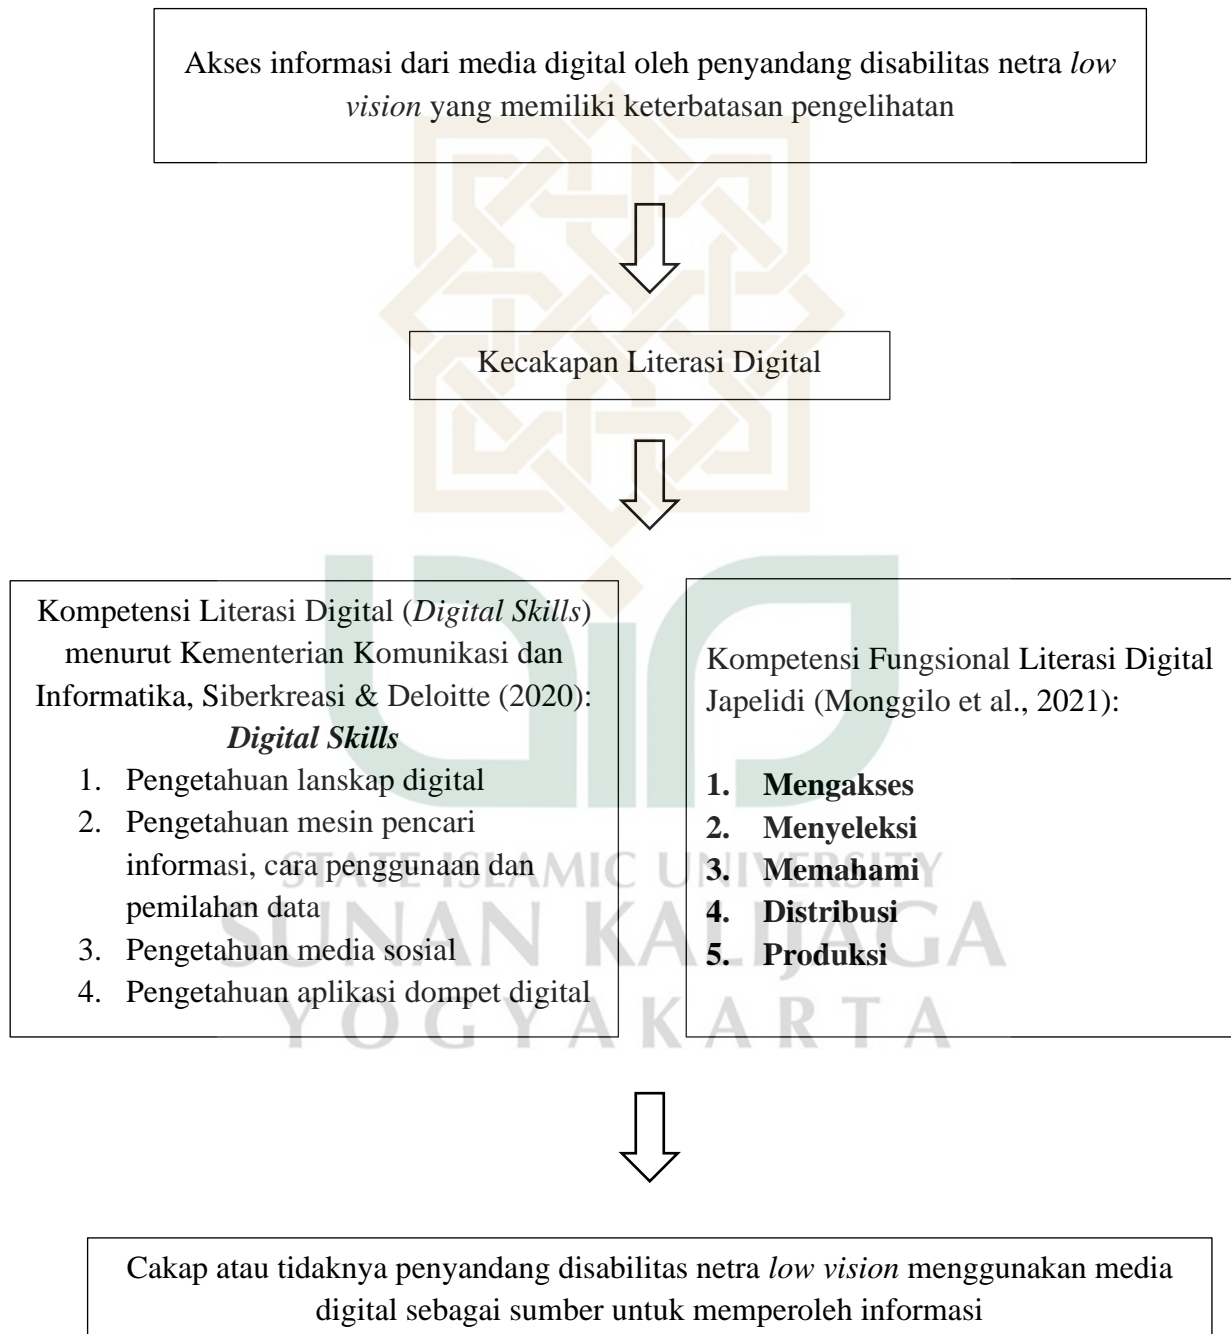 Akses informasi dari media digital oleh penyandang disabilitas netra low
vision yang memiliki keterbatasan pengelihatan
Kecakapan Literasi Digital
Kompetensi Literasi Digital (Digital Skills)
menurut Kementerian Komunikasi dan
Informatika, Siberkreasi & Deloitte (2020):
Digital Skills
1. Pengetahuan lanskap digital
2. Pengetahuan mesin pencari
informasi, cara penggunaan dan
pemilahan data
3. Pengetahuan media sosial
4. Pengetahuan aplikasi dompet digital
Kompetensi Fungsional Literasi Digital
Japelidi (Monggilo et al., 2021):
1. Mengakses
2. Menyeleksi
3. Memahami
4. Distribusi
5. Produksi
STATE ISLAMIC UNIVERSITY
SUNAN KALIJAGA
YOGYAKARTA
Cakap atau tidaknya penyandang disabilitas netra low vision menggunakan media
digital sebagai sumber untuk memperoleh informasi